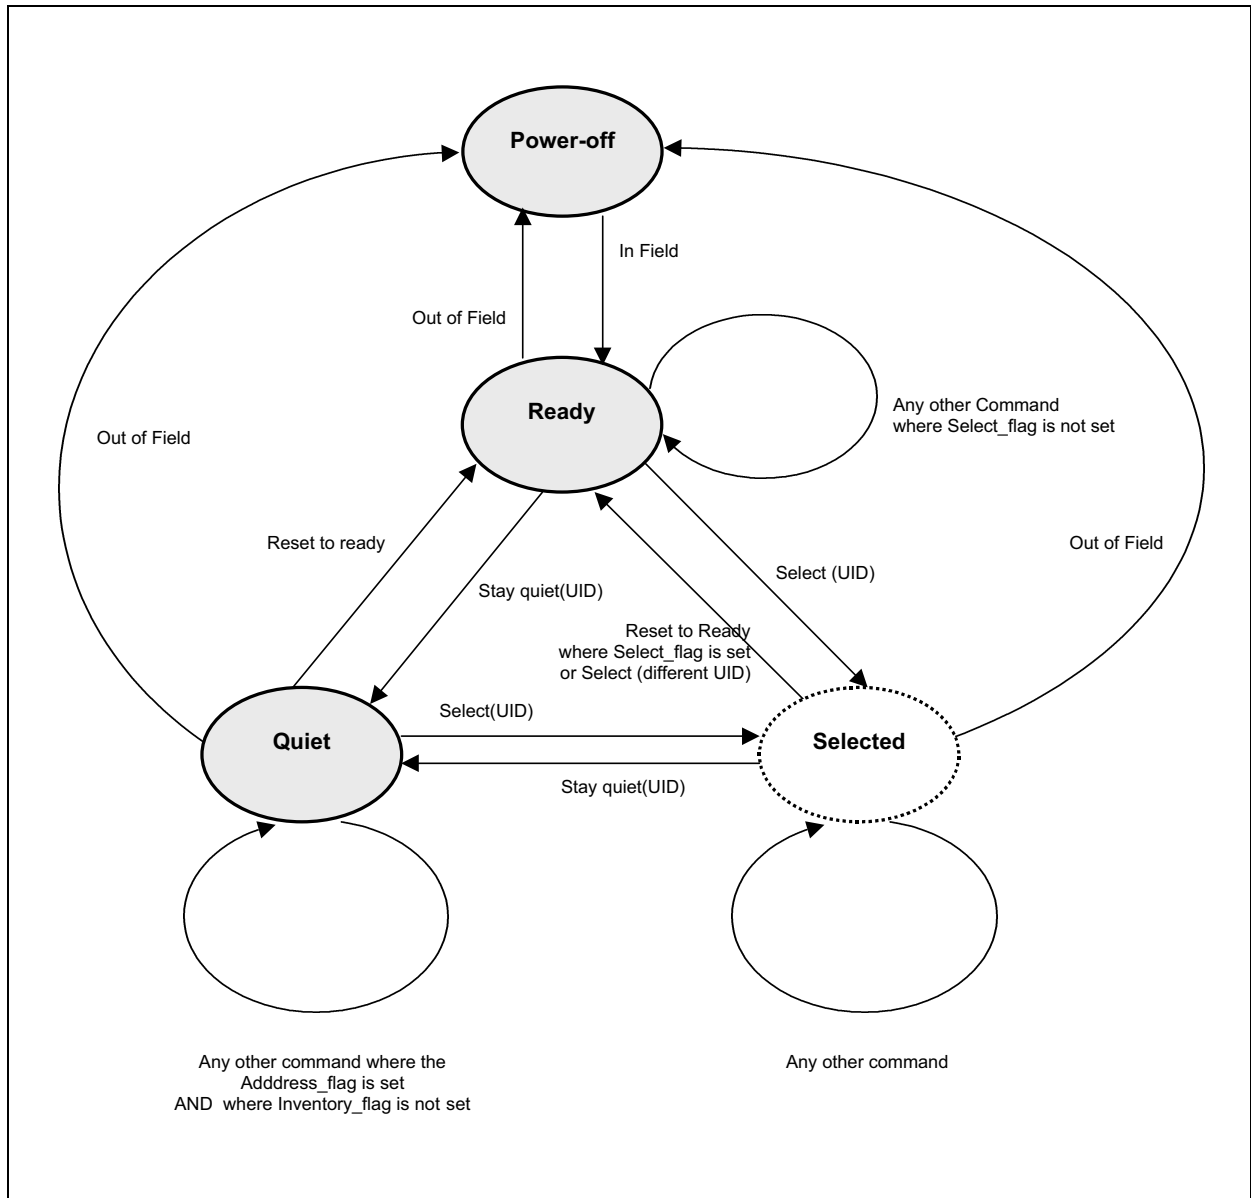 Power-off
In Field
Out of Field
Ready
Any other Command
where Select_flag is not set
Out of Field
Reset to ready
Out of Field
Select (UID)
Stay quiet(UID)
Reset to Ready
where Select_flag is set
or Select (different UID)
Select(UID)
Quiet
Selected
Stay quiet(UID)
Any other command where the
Adddress_flag is set
AND  where Inventory_flag is not set
Any other command